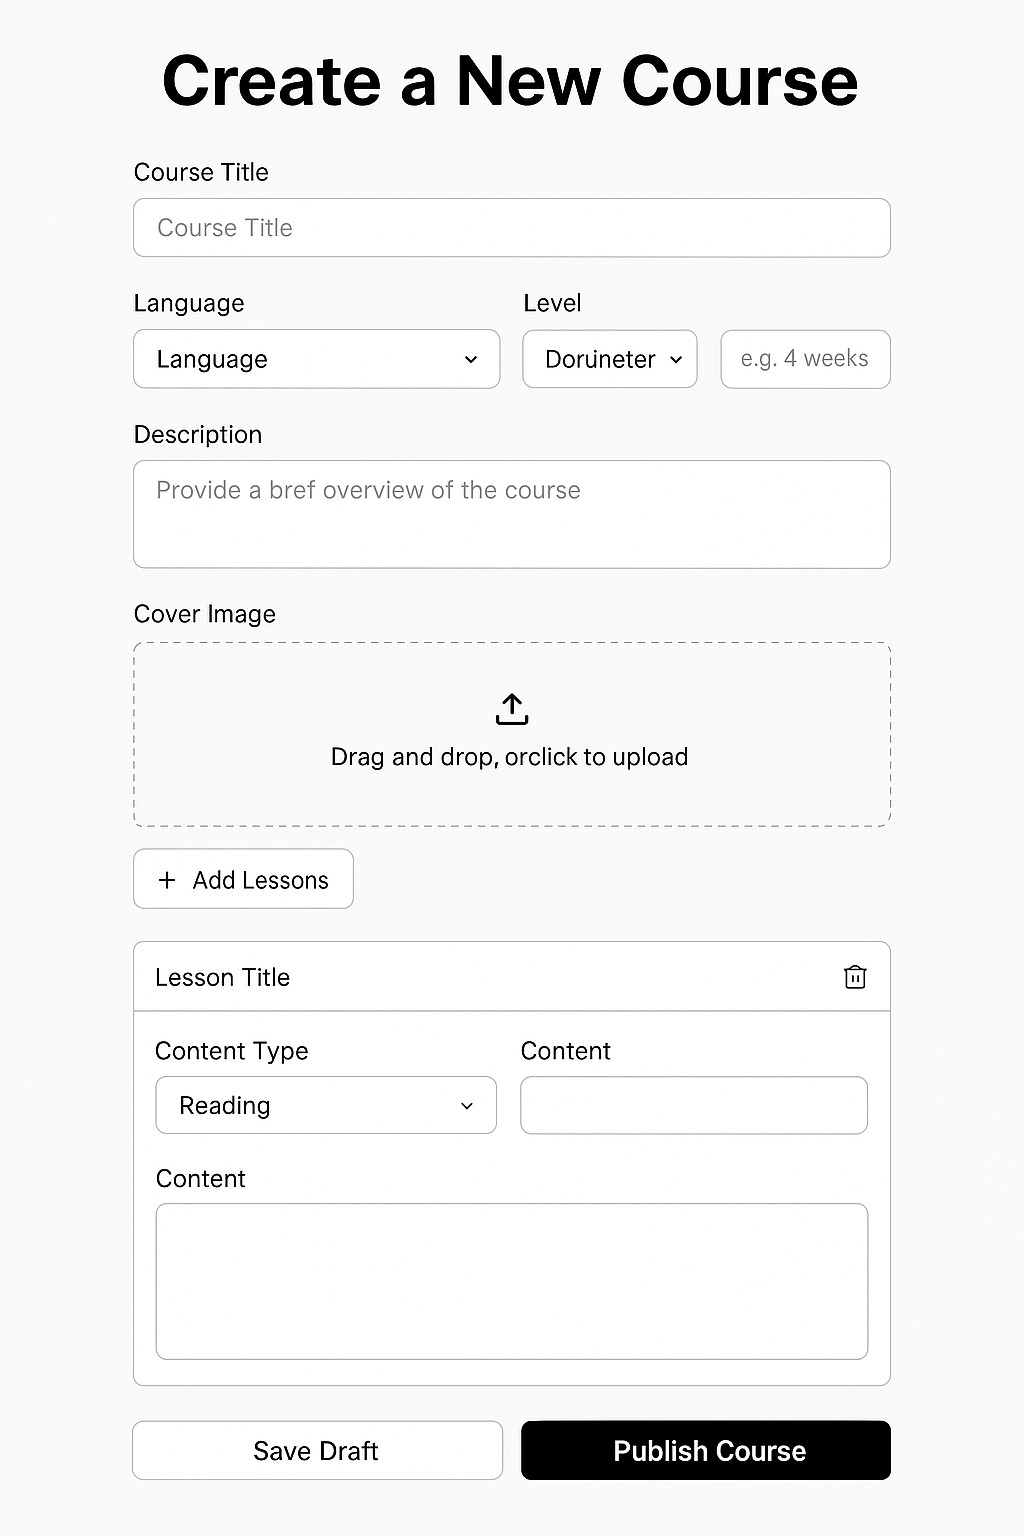 Create a New Course
Course Title
Course Title
Language Level
Language Doruneter e.g. 4 weeks
Description
Provide a bref overview of the course
Cover Image
Drag and drop, orclick to upload
+ Add Lessons
Lesson Title
Content Type Content
Reading
Content
Save Draft Publish Course